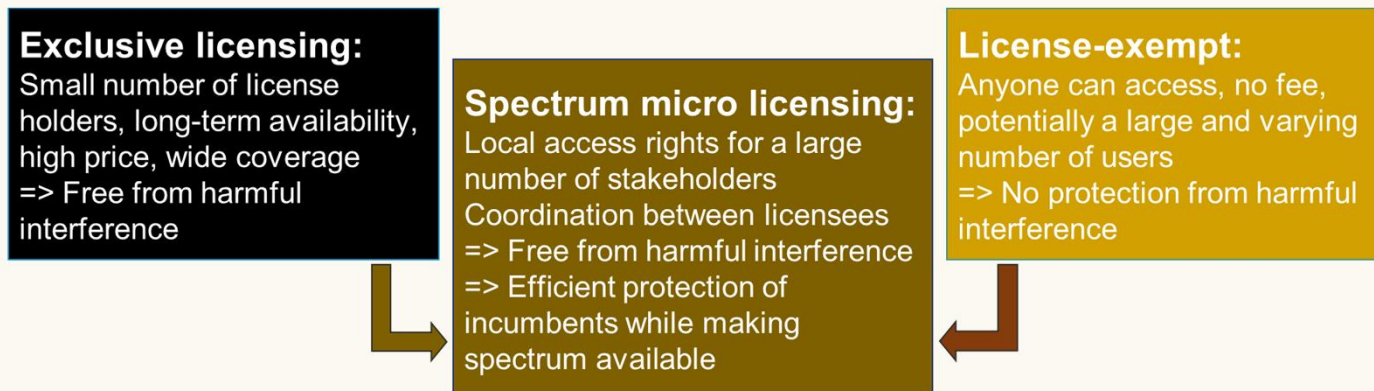 Exclusive licensing:
Small number of license
holders, long-term availability,
high price, wide coverage
=> Free from harmful
interference
Spectrum micro licensing:
Local access rights for a large
number of stakeholders
Coordination between licensees
=> Free from harmful interference
=> Efficient protection of
incumbents while making
spectrum available
License-exempt:
Anyone can access, no fee,
potentially a large and varying
number of users
=> No protection from harmful
interference